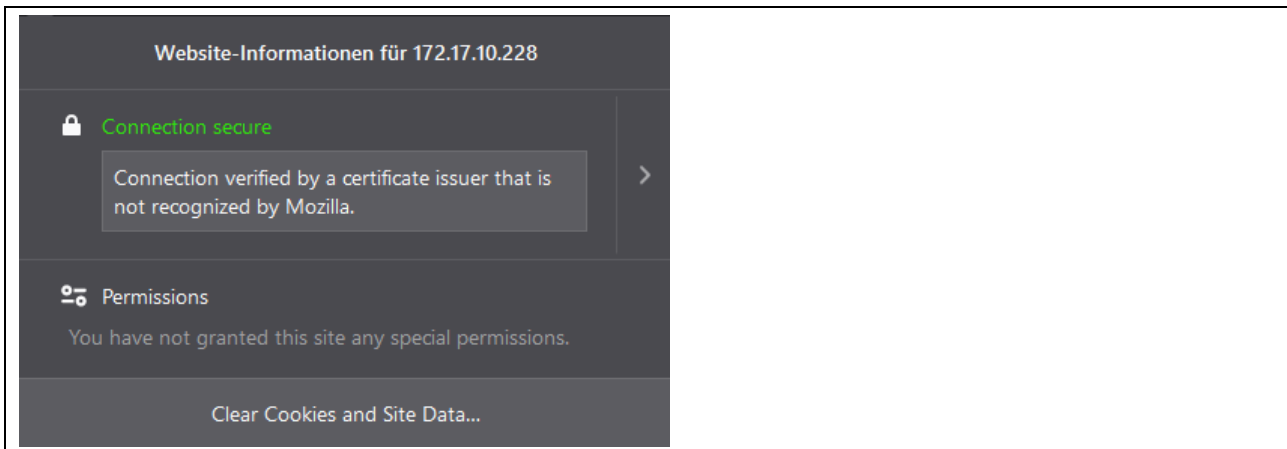 Website-Informationen für 172.17.10.228
Connection secure
Connection verified by a certificate issuer that is
not recognized by Mozilla.
Permissions
You have not granted this site any special permissions.
Clear Cookies and Site Data...